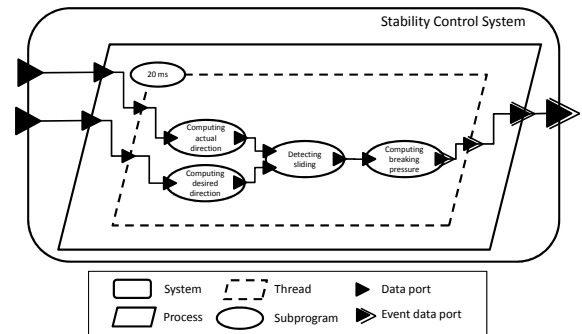 Stability Control System
20 ms
Computing
actual
direction
Detecting
sliding
Computing
breaking
pressure
Computing
desired
direction
System
Thread
Data port
Process
Subprogram
Event data port